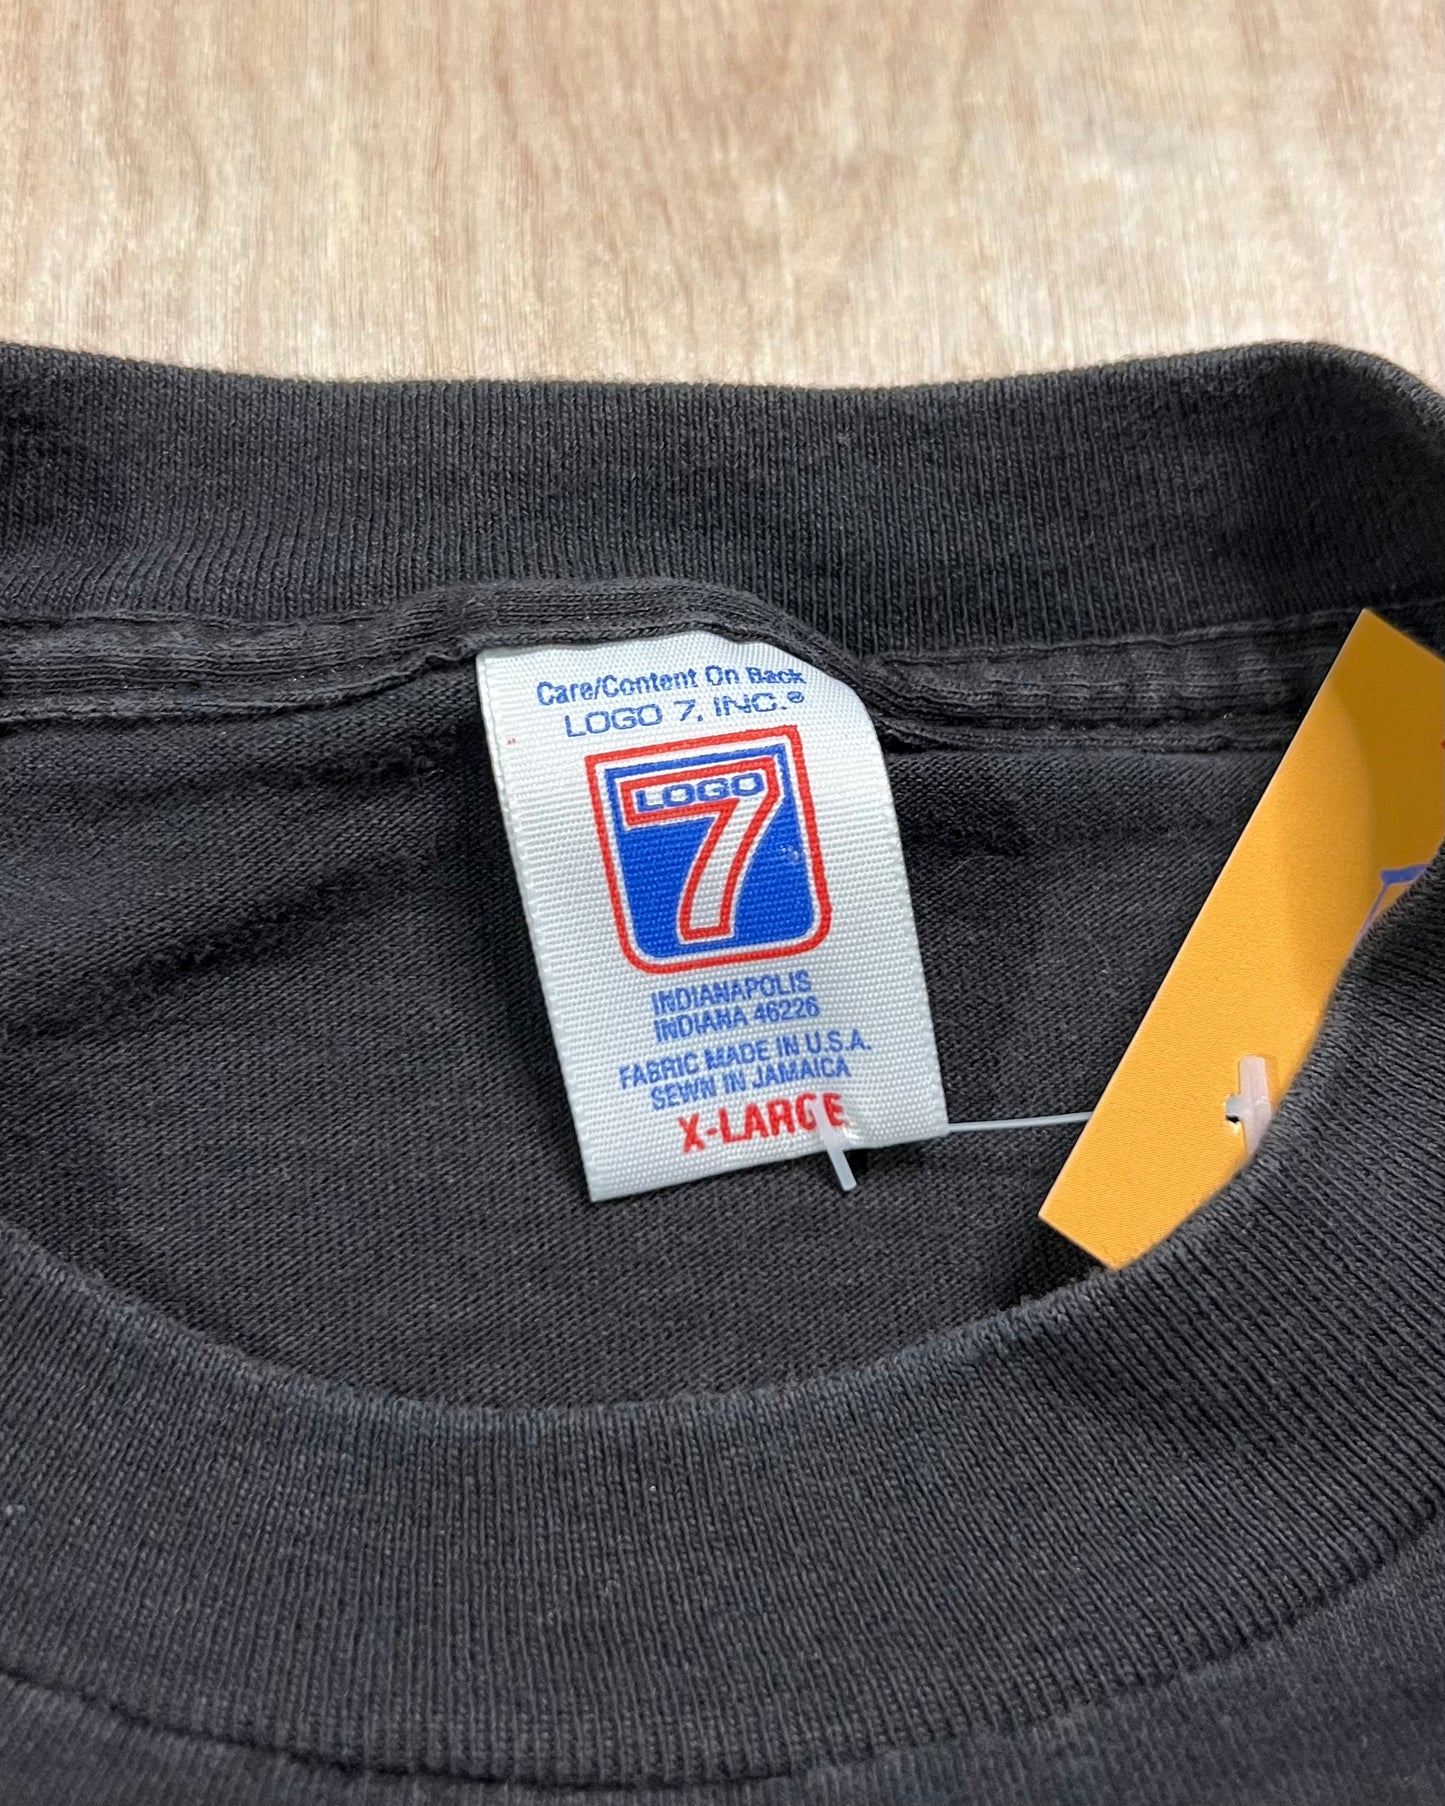 Care/Content On Back
LOGO 7, INC.®
LOGO
7
INDIANAPOLIS
INDIANA 46226
FABRIC MADE IN U.S.A.
SEWN IN JAMAICA
X-LARGE